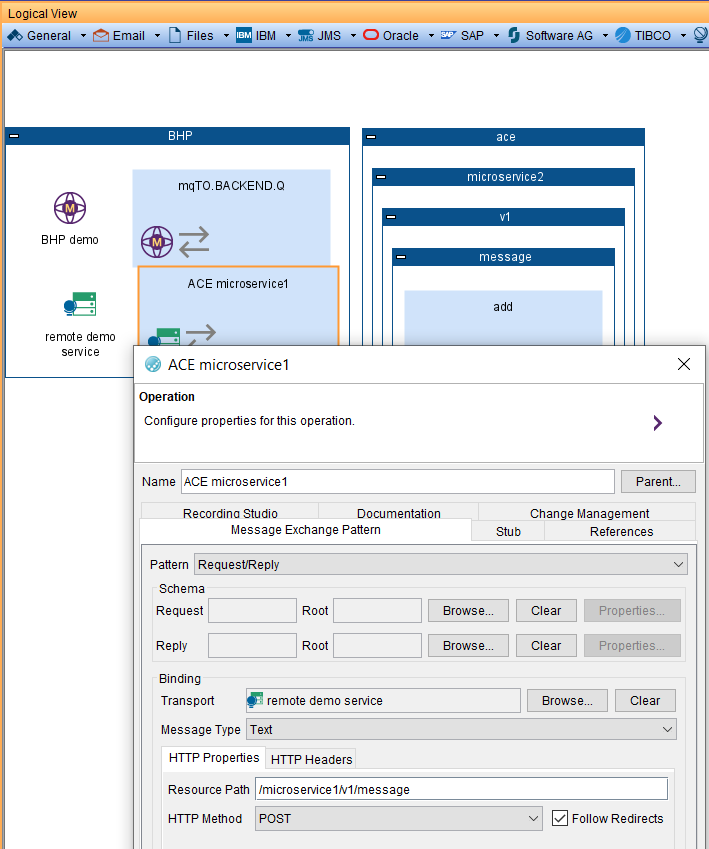 Logical View
General Email Files IBM IBM JMS JMS Oracle SAP SAP Software AG TIBCO
BHP
ace
mqTO.BACKEND.Q
microservice2
M
BHP demo
M
v1
message
ACE microservice1
add
remote demo
service
ACE microservice1
Operation
Configure properties for this operation.
Name ACE microservice1 Parent...
Recording Studio Documentation Change Management
Message Exchange Pattern Stub References
Pattern Request/Reply
Schema
Request Root Browse... Clear Properties...
Reply Root Browse... Clear Properties...
Binding
Transport remote demo service Browse... Clear
Message Type Text
HTTP Properties HTTP Headers
Resource Path /microservice1/v1/message
HTTP Method POST Follow Redirects